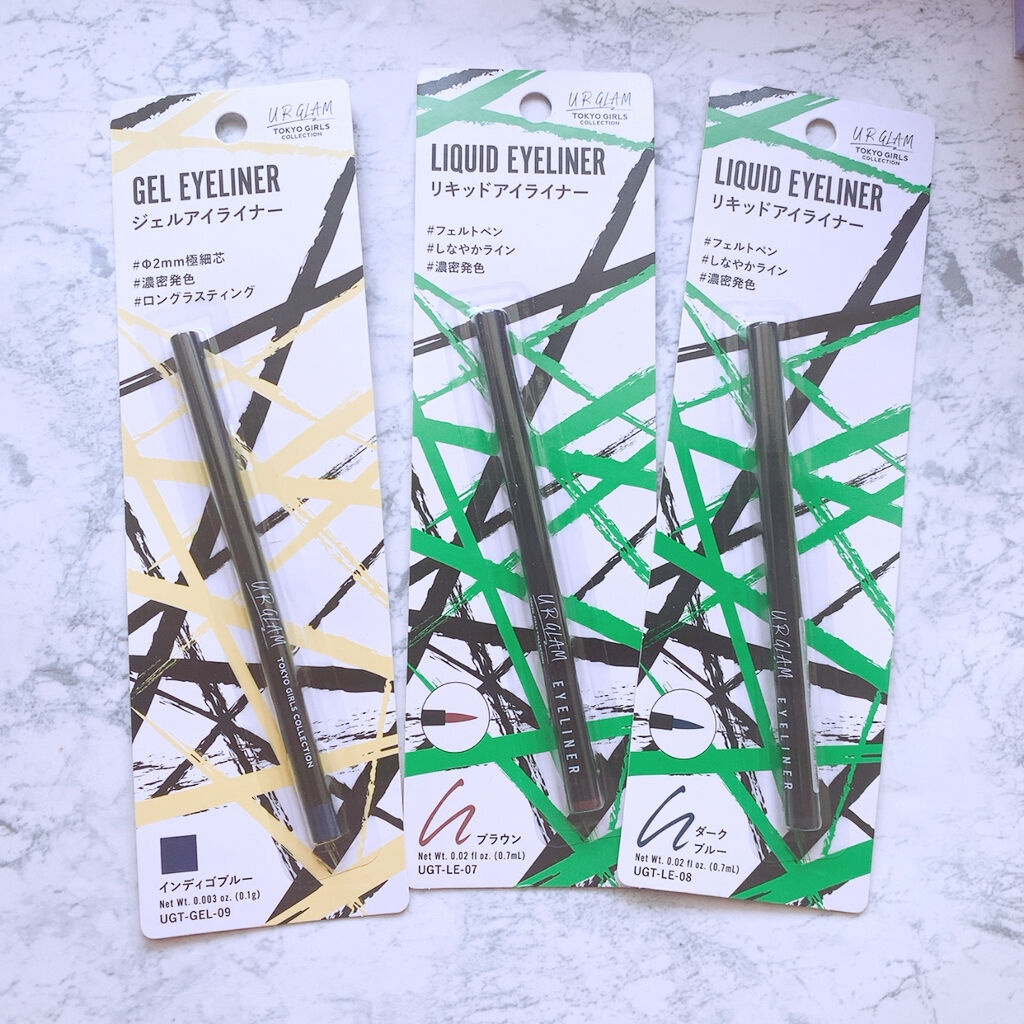 UR GLAM
TOKYO GIRLS
COLLECTION
GEL EYELINER
ジェルアイライナー
#Φ2mm極細芯
#濃密発色
#ロングラスティング
UR GLAM
TOKYO GIRLS COLLECTION
インディゴブルー
Net Wt. 0.003 oz. (0.1g)
UGT-GEL-09
UR GLAM
TOKYO GIRLS
COLLECTION
LIQUID EYELINER
リキッドアイライナー
#フェルトペン
#しなやかライン
#濃密発色
UR GLAM
EYELINER
ブラウン
Net Wt. 0.02 fl oz. (0.7mL)
UGT-LE-07
UR GLAM
TOKYO GIRLS
COLLECTION
LIQUID EYELINER
リキッドアイライナー
#フェルトペン
#しなやかライン
#濃密発色
UR GLAM
EYELINER
ダーク
ブルー
Net Wt. 0.02 fl oz. (0.7mL)
UGT-LE-08